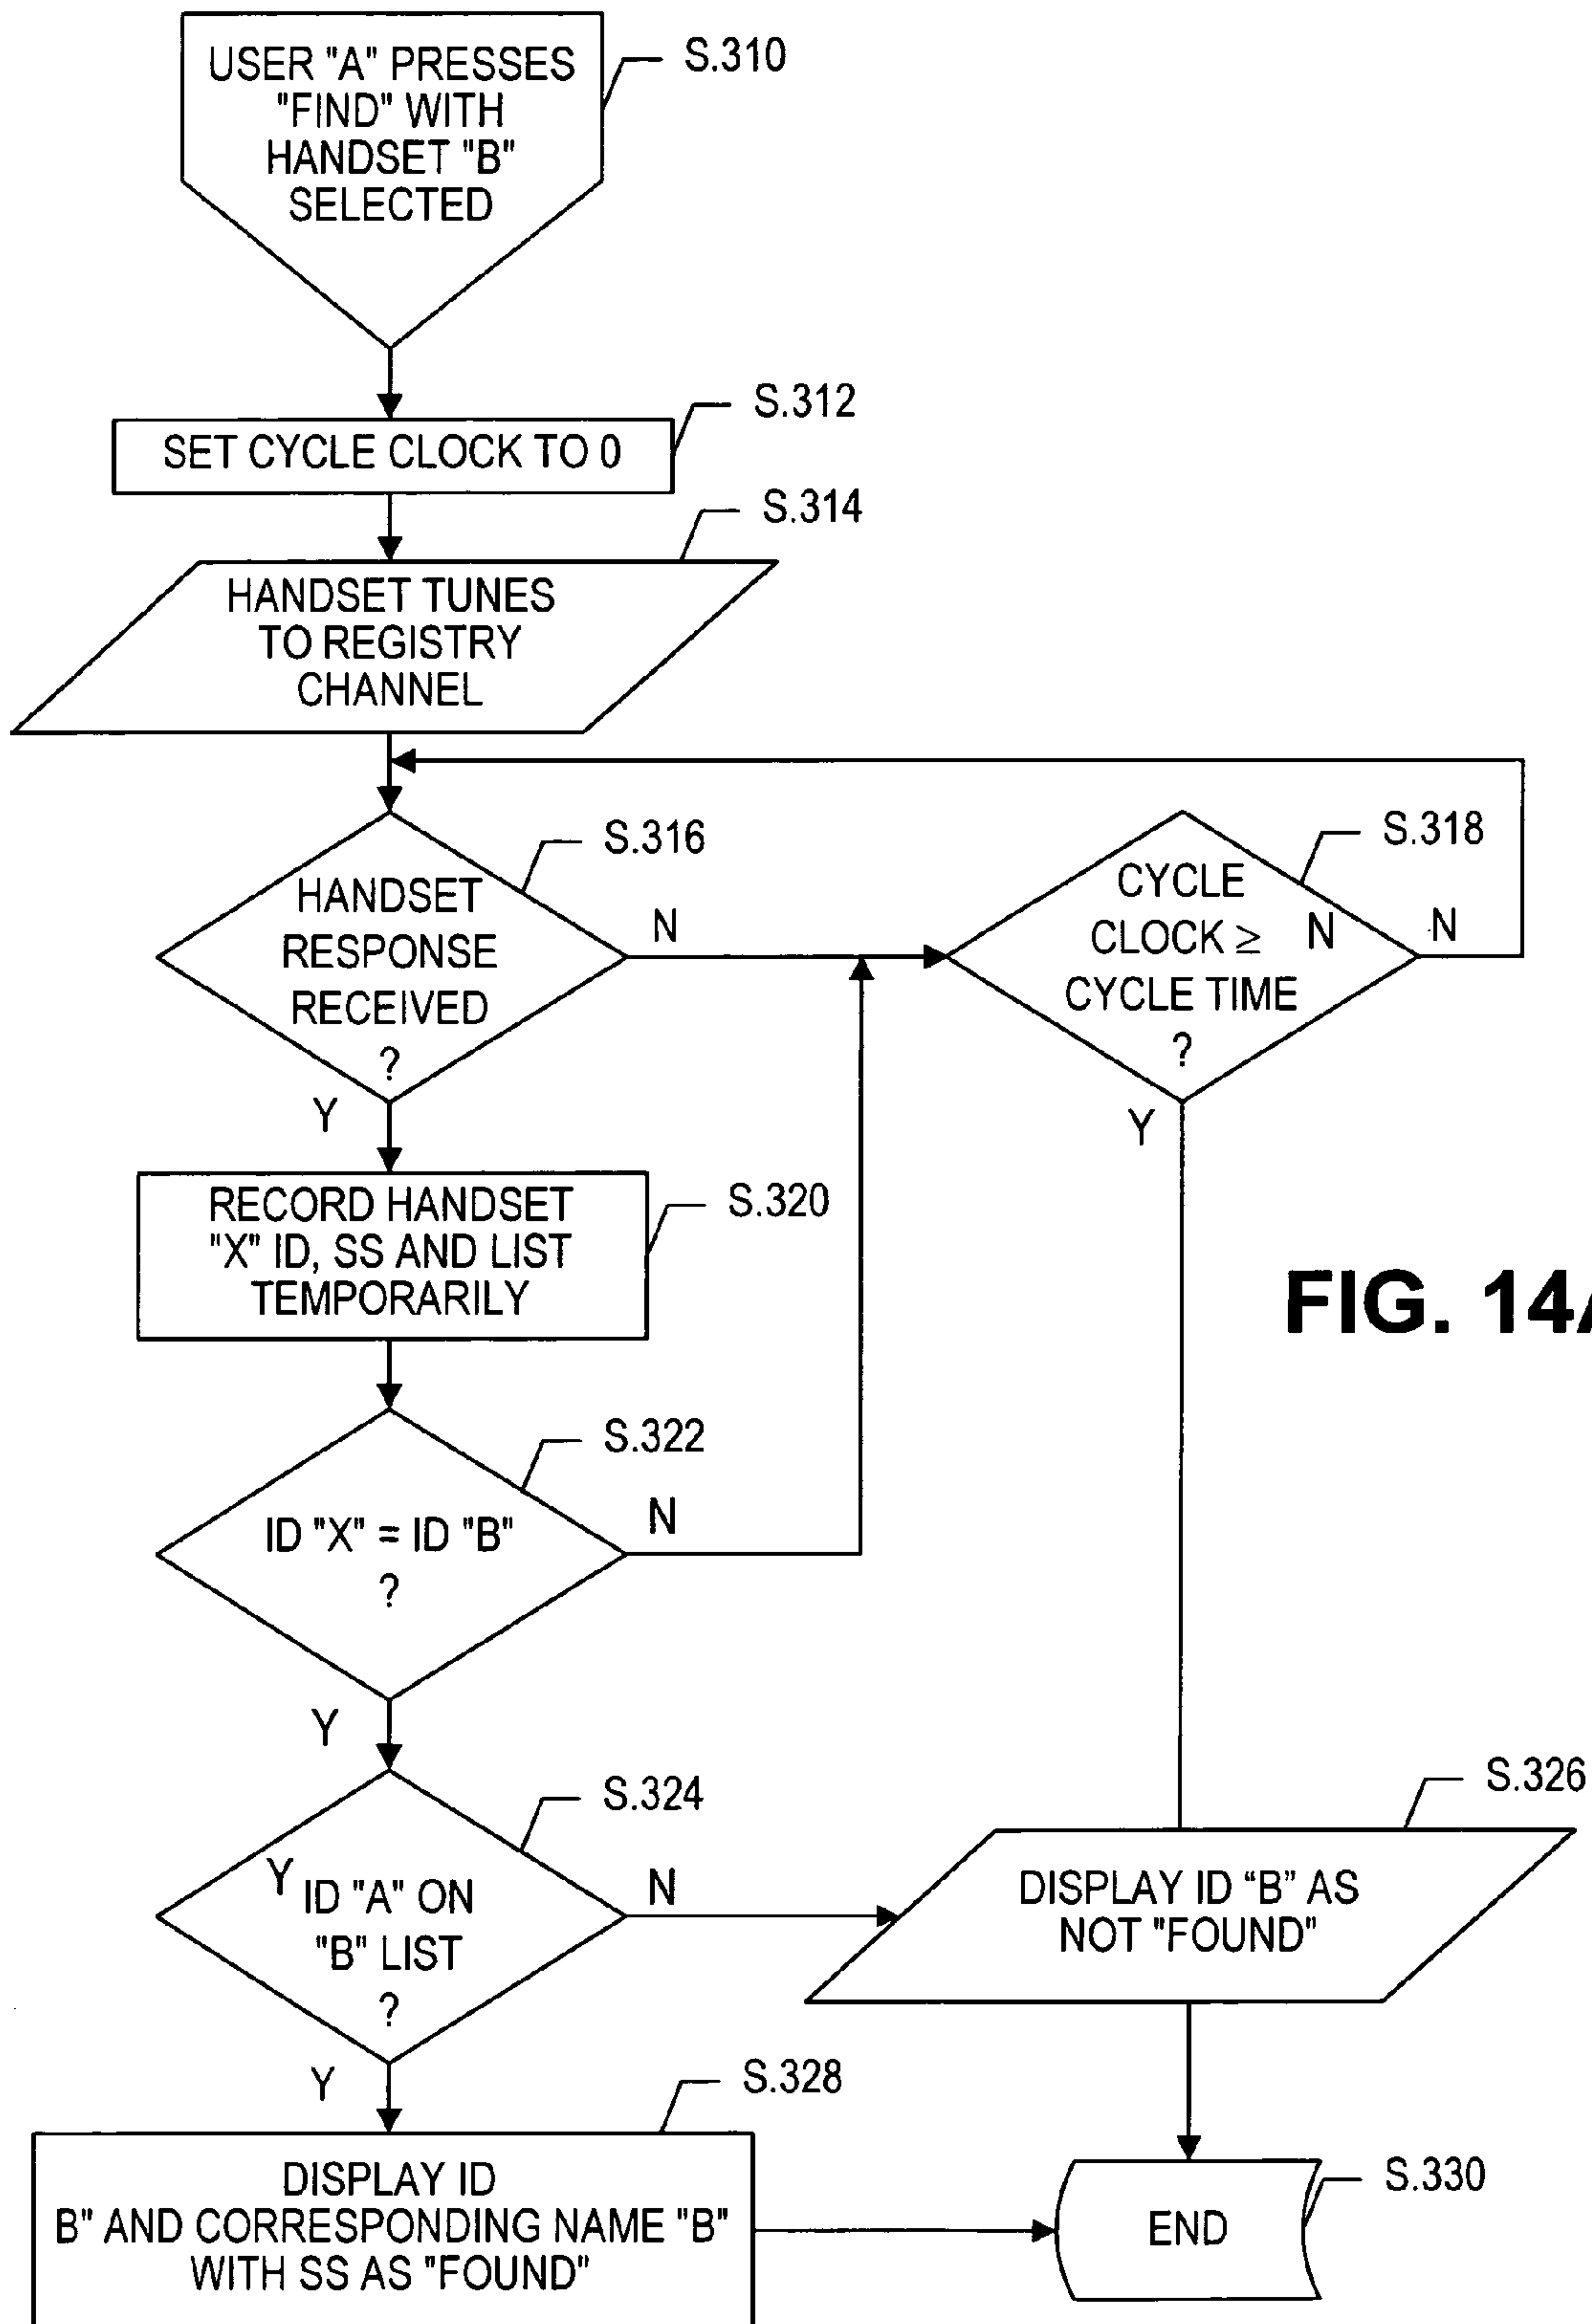 USER "A" PRESSES
"FIND" WITH
HANDSET "B"
SELECTED
S.310
SET CYCLE CLOCK TO 0
S.312
HANDSET TUNES
TO REGISTRY
CHANNEL
S.314
HANDSET
RESPONSE
RECEIVED
?
S.316
N
Y
CYCLE
CLOCK ≥ N
CYCLE TIME
?
S.318
N
Y
RECORD HANDSET
"X" ID, SS AND LIST
TEMPORARILY
S.320
FIG. 14A
ID "X" = ID "B"
?
S.322
N
Y
Y ID "A" ON
"B" LIST
?
S.324
N
Y
DISPLAY ID “B” AS
NOT "FOUND"
S.326
DISPLAY ID
B" AND CORRESPONDING NAME "B"
WITH SS AS "FOUND"
S.328
END
S.330